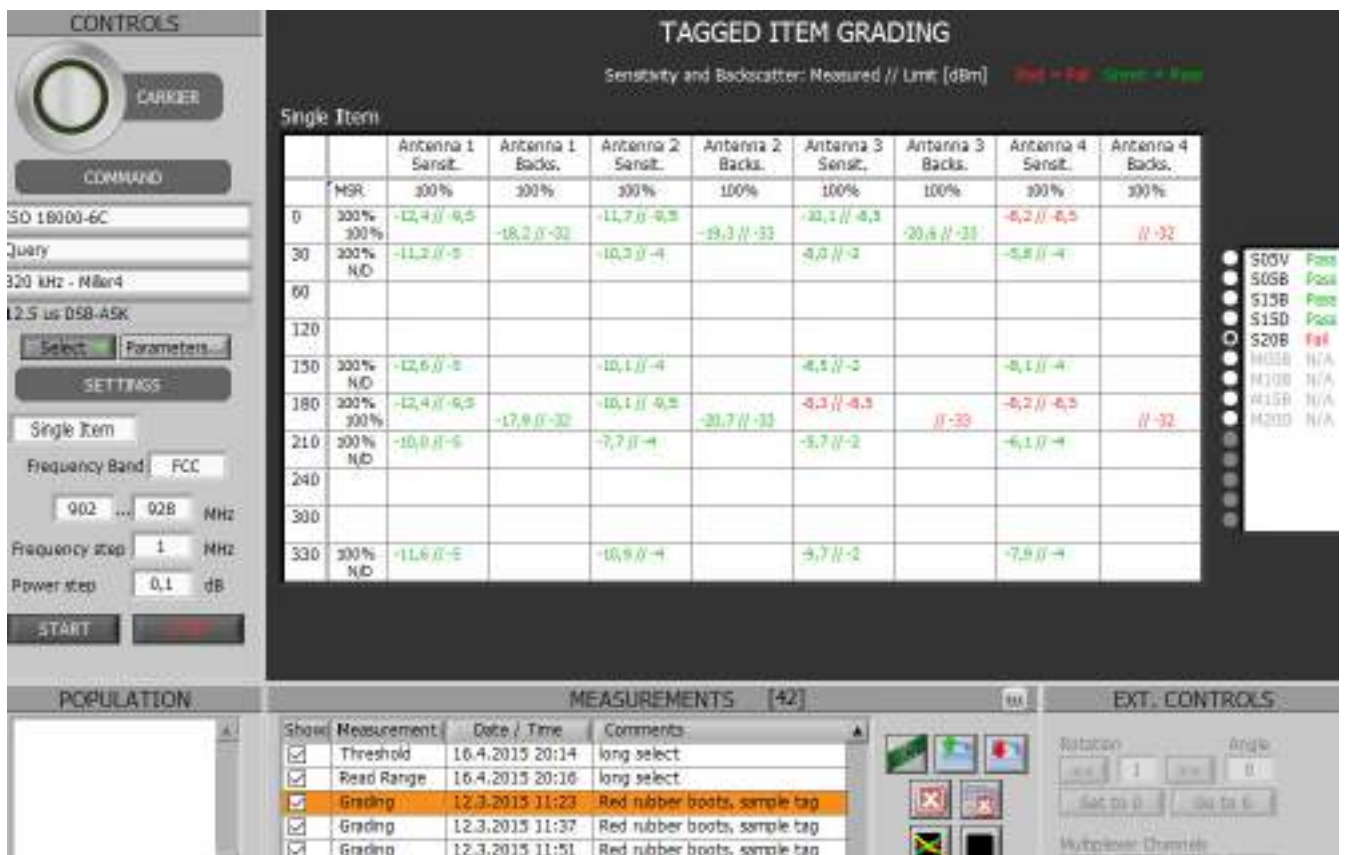 CONTROLS
CARRIER
COMMAND
ISO 18000-6C
Query
320 kHz - Miller4
12.5 us DSB-ASK
Select
Parameters...
SETTINGS
Single Item
Frequency Band FCC
902 ... 928 MHz
Frequency step 1 MHz
Power step 0,1 dB
START
TAGGED ITEM GRADING
Sensitivity and Backscatter: Measured // Limit [dBm] Red = Fail Green = Pass
Single Item
Antenna 1 Antenna 1 Antenna 2 Antenna 2 Antenna 3 Antenna 3 Antenna 4 Antenna 4
Sensit. Backs. Sensit. Backs. Sensit. Backs. Sensit. Backs.
MSR 100% 100% 100% 100% 100% 100% 100% 100%
0 100% -12,4 // -9,5 -11,7 // -9,5 -10,1 // -8,5 -8,2 // -8,5
100% -18,2 // -32 -19,3 // -33 -20,6 // -33 // -32
30 100% -11,2 // -5 -10,3 // -4 -5,8 // -4
N/D
60
120
150 100% -12,6 // -5 -10,1 // -4 -8,1 // -4
N/D
180 100% -12,4 // -9,5 -10,1 // -9,5 -8,3 // -8,5 -8,2 // -8,5
100% -17,9 // -32 -20,7 // -33 // -33 // -32
210 100% -10,0 // -5 -7,7 // -4 -5,7 // -2 -6,1 // -4
N/D
240
300
330 100% -11,6 // -5 -10,9 // -4 -9,7 // -2 -7,9 // -4
N/D
S05V Pass
S05B Pass
S15B Pass
S15D Pass
S20B Fail
M05B N/A
M10B N/A
M15B N/A
M20D N/A
POPULATION
MEASUREMENTS [42]
Show Measurement Date / Time Comments
Threshold 16.4.2015 20:14 long select
Read Range 16.4.2015 20:16 long select
Grading 12.3.2015 11:23 Red rubber boots, sample tag
Grading 12.3.2015 11:37 Red rubber boots, sample tag
Grading 12.3.2015 11:51 Red rubber boots, sample tag
EXT. CONTROLS
Rotation Angle
<< 1 >> 0
Set to 0 Go to 0
Multiplexer Channels